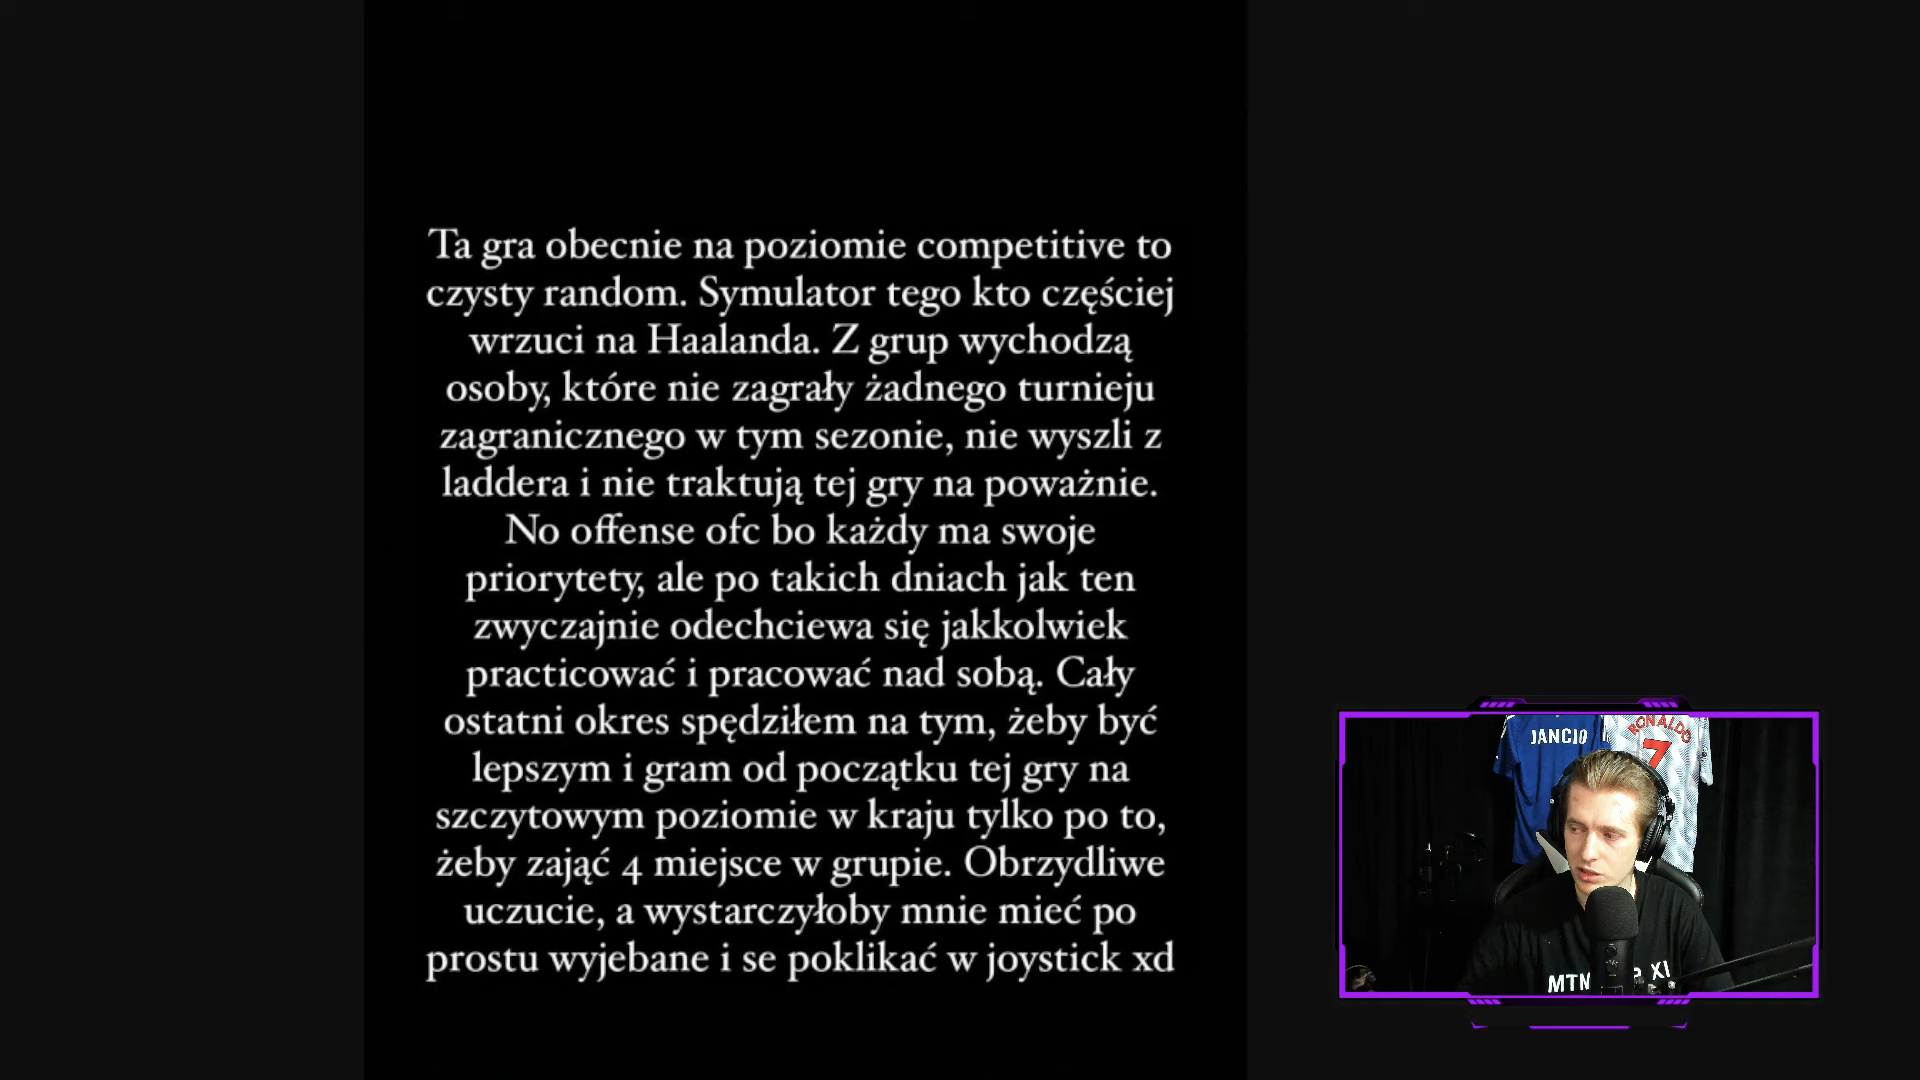 Ta gra obecnie na poziomie competitive to
czysty random. Symulator tego kto częściej
wrzuci na Haalanda. Z grup wychodzą
osoby, które nie zagrały żadnego turnieju
zagranicznego w tym sezonie, nie wyszli z
laddera i nie traktują tej gry na poważnie.
No offense ofc bo każdy ma swoje
priorytety, ale po takich dniach jak ten
zwyczajnie odechciewa się jakkolwiek
practicować i pracować nad sobą. Cały
ostatni okres spędziłem na tym, żeby być
lepszym i gram od początku tej gry na
szczytowym poziomie w kraju tylko po to,
żeby zająć 4 miejsce w grupie. Obrzydliwe
uczucie, a wystarczyłoby mnie mieć po
prostu wyjebane i se poklikać w joystick xd
JANCIO
RONALDO
7
XI